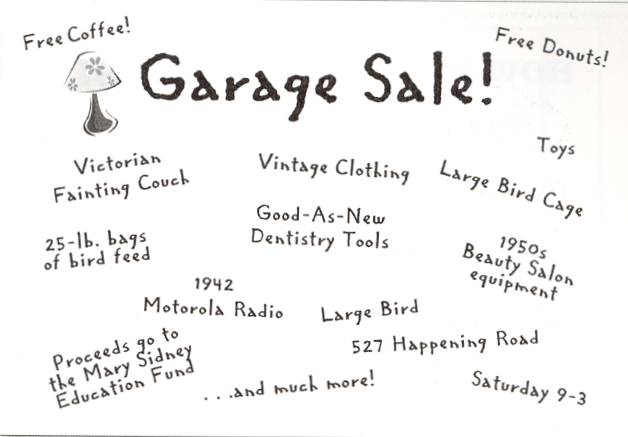 Free Coffee!
Free Donuts!
Garage Sale!
Toys
Victorian
Fainting Couch
Vintage Clothing
Large Bird Cage
Good-As-New
Dentistry Tools
25-lb. bags
of bird feed
1950s
Beauty Salon
equipment
1942
Motorola Radio
Large Bird
527 Happening Road
Proceeds go to
the Mary Sidney
Education Fund
. . .and much more!
Saturday 9-3